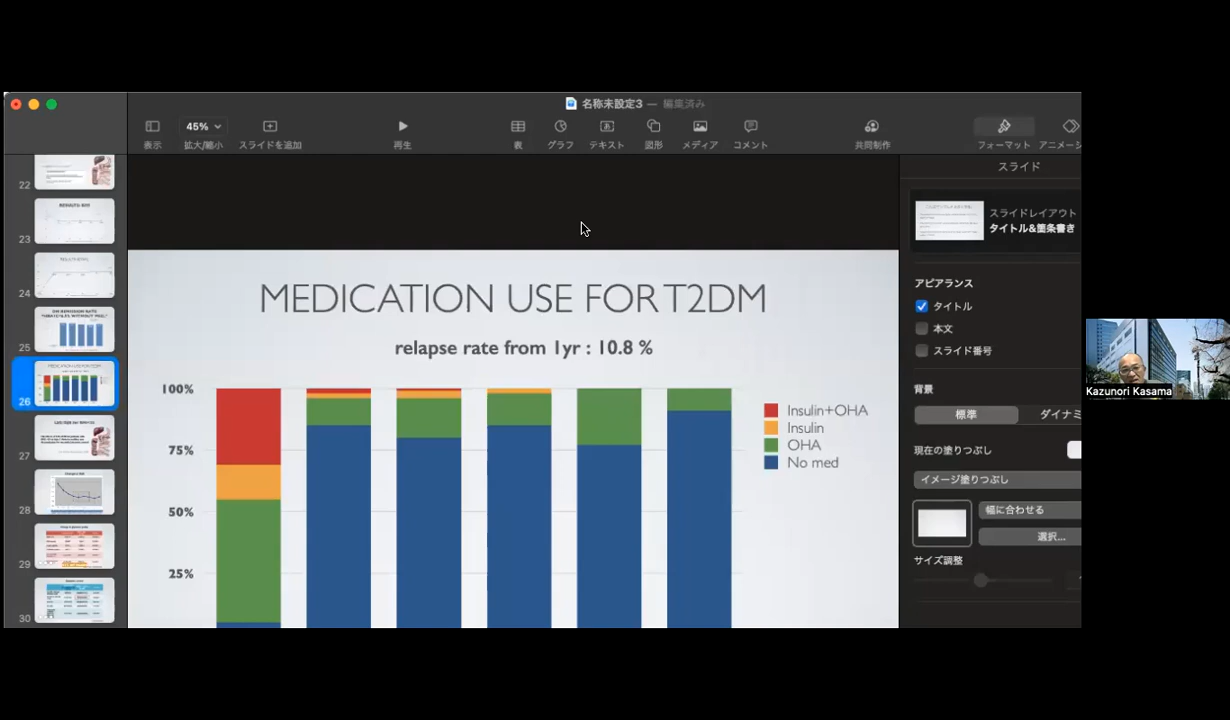 名称未設定3 — 編集済み
45%
表示
拡大/縮小
スライドを追加
再生
表
グラフ
テキスト
図形
メディア
コメント
共同制作
フォーマット
アニメーシ
スライド
22
23
24
25
26
27
28
29
30
スライドレイアウト
タイトル&箇条書き
アピアランス
タイトル
本文
スライド番号
背景
標準
ダイナミ
現在の塗りつぶし
イメージ塗りつぶし
幅に合わせる
選択...
サイズ調整
MEDICATION USE FOR T2DM
relapse rate from 1yr : 10.8 %
100%
75%
50%
25%
Insulin+OHA
Insulin
OHA
No med
Kazunori Kasama